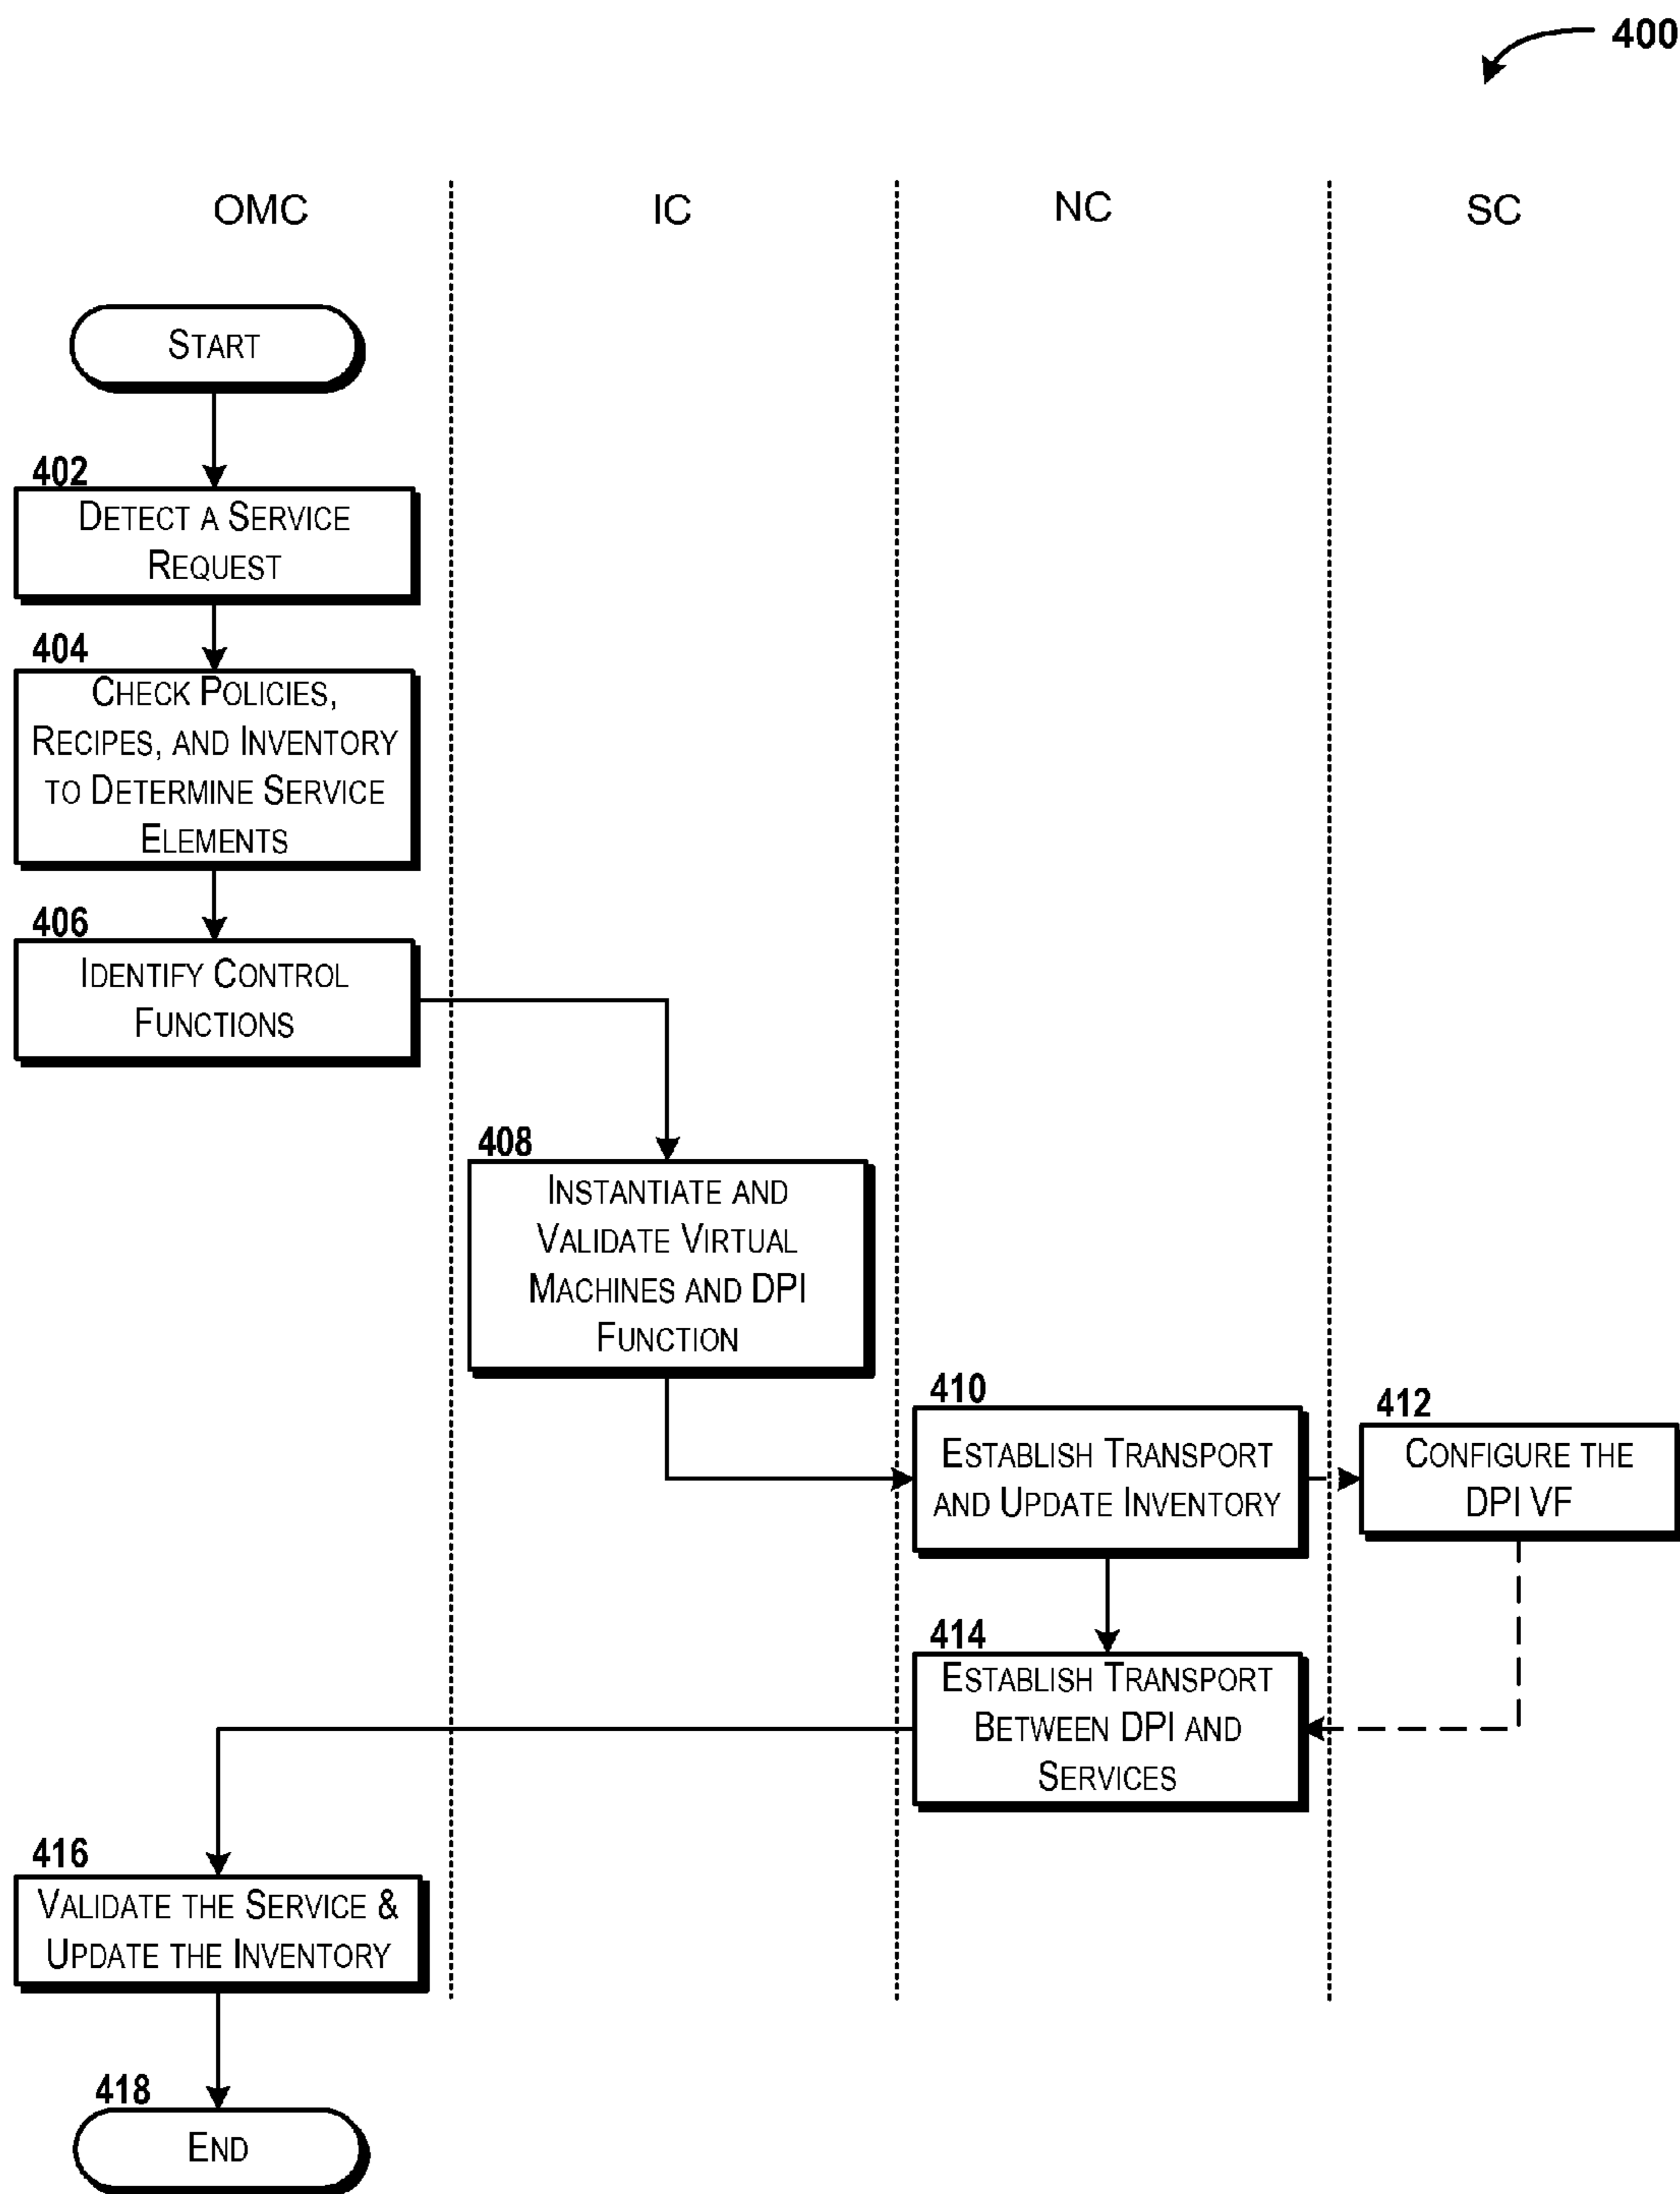 400
OMC
IC
NC
SC
START
402
DETECT A SERVICE
REQUEST
404
CHECK POLICIES,
RECIPES, AND INVENTORY
TO DETERMINE SERVICE
ELEMENTS
406
IDENTIFY CONTROL
FUNCTIONS
408
INSTANTIATE AND
VALIDATE VIRTUAL
MACHINES AND DPI
FUNCTION
410
ESTABLISH TRANSPORT
AND UPDATE INVENTORY
412
CONFIGURE THE
DPI VF
414
ESTABLISH TRANSPORT
BETWEEN DPI AND
SERVICES
416
VALIDATE THE SERVICE &
UPDATE THE INVENTORY
418
END